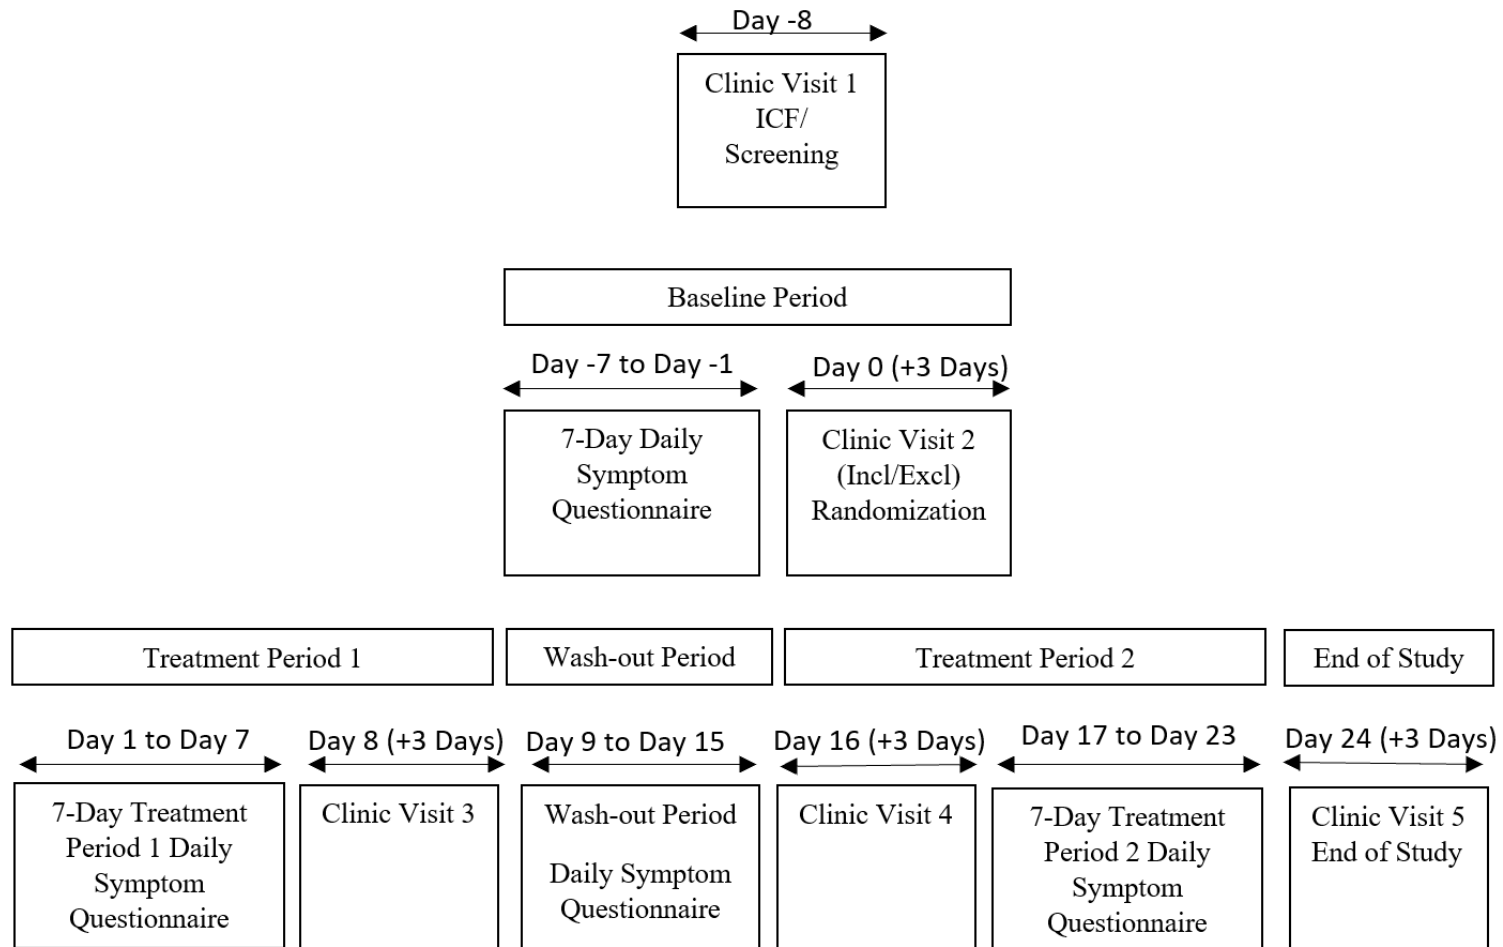 Day -8
Clinic Visit 1
ICF/
Screening
Baseline Period
Day -7 to Day -1
7-Day Daily
Symptom
Questionnaire
Day 0 (+3 Days)
Clinic Visit 2
(Incl/Excl)
Randomization
Treatment Period 1
Wash-out Period
Treatment Period 2
End of Study
Day 1 to Day 7
7-Day Treatment
Period 1 Daily
Symptom
Questionnaire
Day 8 (+3 Days)
Clinic Visit 3
Day 9 to Day 15
Wash-out Period
Daily Symptom
Questionnaire
Day 16 (+3 Days)
Clinic Visit 4
Day 17 to Day 23
7-Day Treatment
Period 2 Daily
Symptom
Questionnaire
Day 24 (+3 Days)
Clinic Visit 5
End of Study